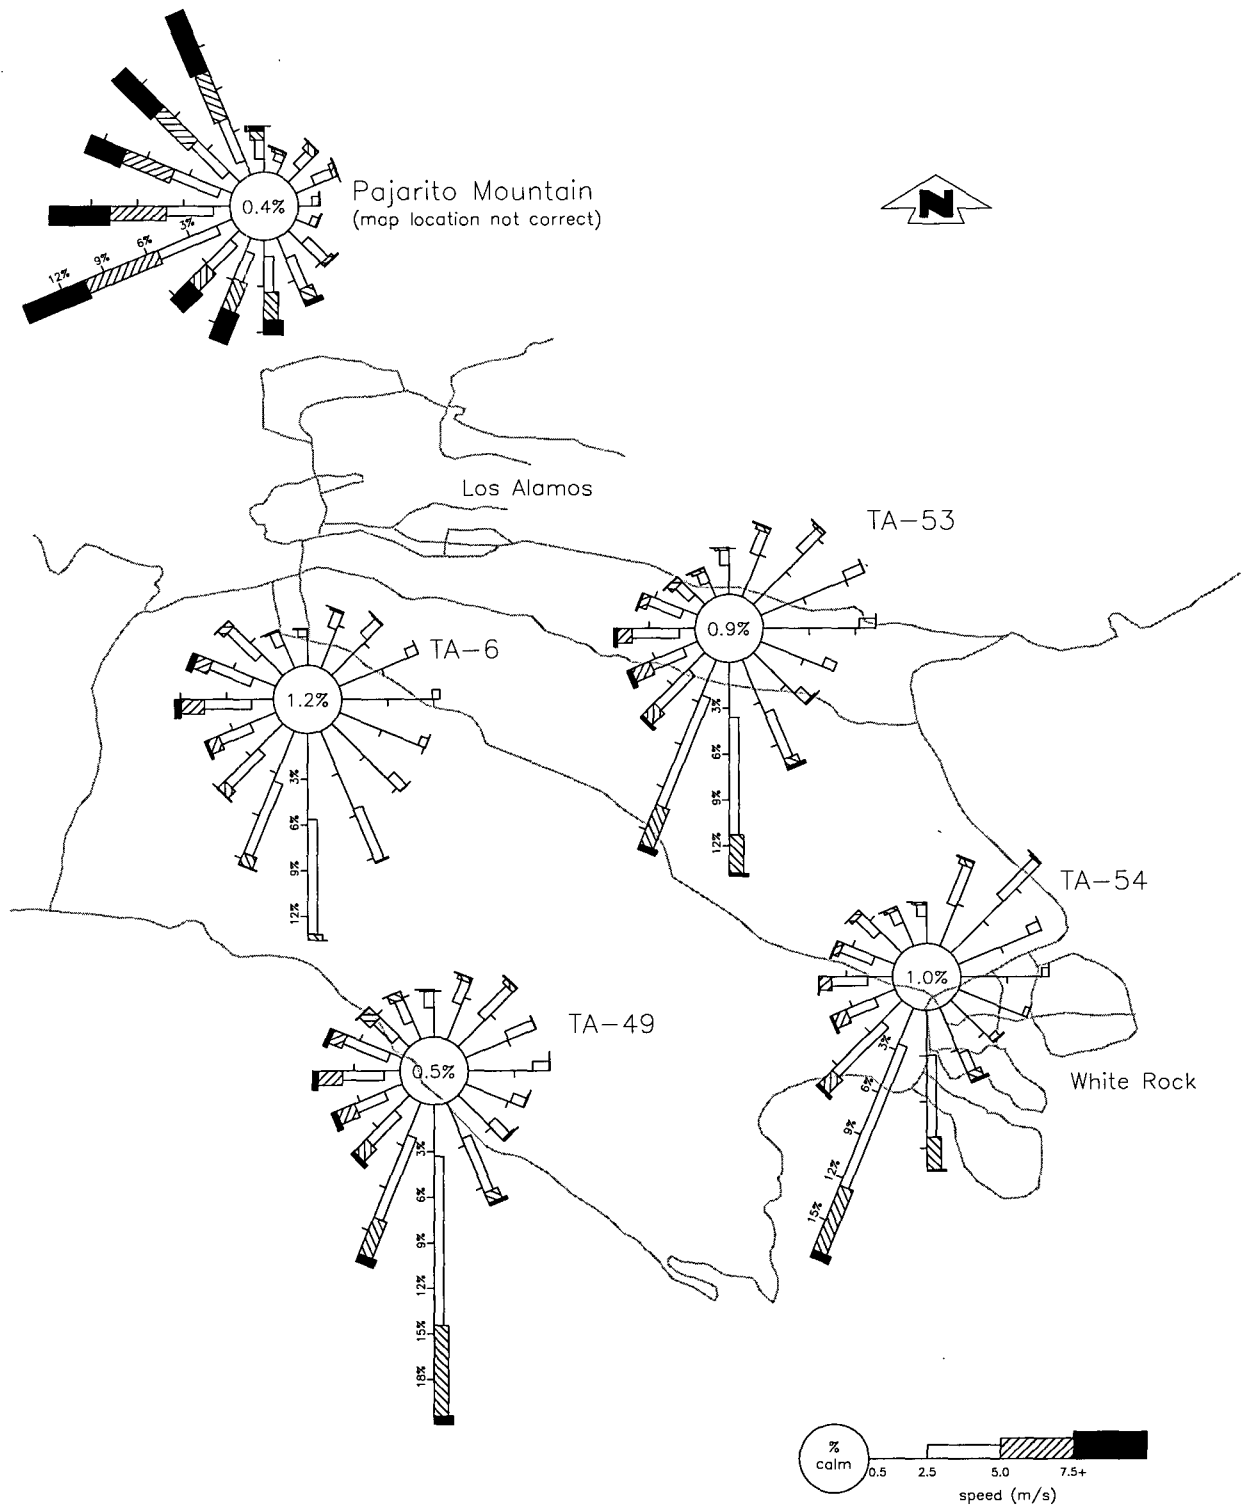 0.4%
Pajarito Mountain
(map location not correct)
N
3%
6%
9%
12%
Los Alamos
TA-53
0.9%
3%
6%
9%
12%
TA-6
1.2%
3%
6%
9%
12%
TA-54
1.0%
3%
6%
9%
12%
15%
White Rock
TA-49
0.5%
3%
6%
9%
12%
15%
18%
%
calm
0.5 2.5 5.0 7.5+
speed (m/s)